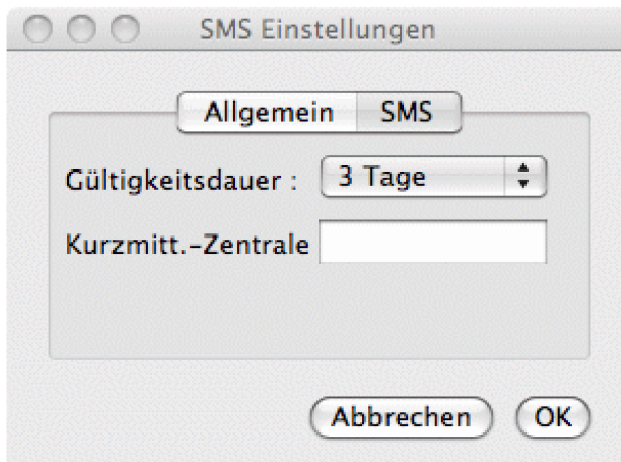 SMS Einstellungen
Allgemein SMS
Gültigkeitsdauer : 3 Tage
Kurzmitt.-Zentrale
Abbrechen OK